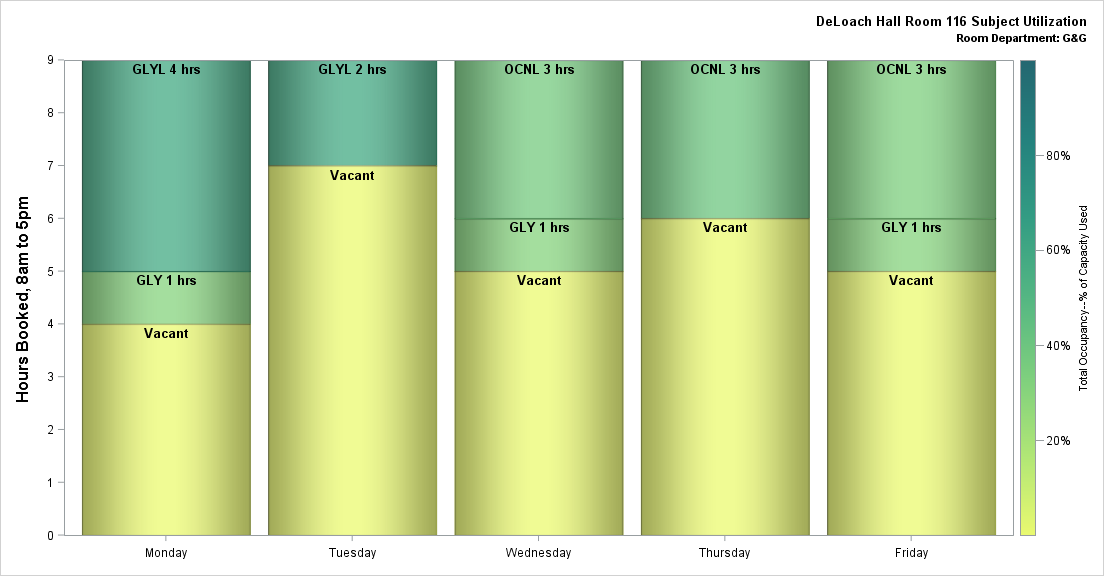 DeLoach Hall Room 116 Subject Utilization
Room Department: G&G
Hours Booked, 8am to 5pm
9
8
7
6
5
4
3
2
1
0
GLYL 4 hrs
GLY 1 hrs
Vacant
GLYL 2 hrs
Vacant
OCNL 3 hrs
GLY 1 hrs
Vacant
OCNL 3 hrs
Vacant
OCNL 3 hrs
GLY 1 hrs
Vacant
Monday
Tuesday
Wednesday
Thursday
Friday
80%
60%
40%
20%
Total Occupancy--% of Capacity Used